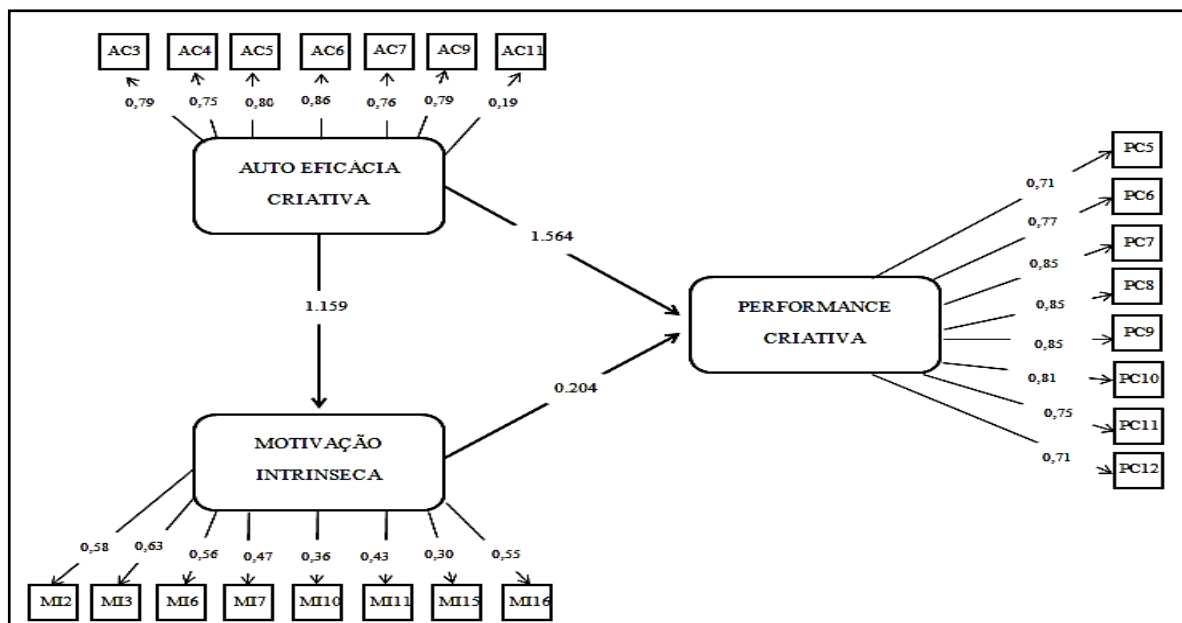 AC3 AC4 AC5 AC6 AC7 AC9 AC11
0,79 0,75 0,80 0,86 0,76 0,79 0,19
AUTO EFICÁCIA
CRIATIVA
1.564
1.159
PC5
0,71
PC6
0,77
PC7
0,85
PC8
0,85
PERFORMANCE
CRIATIVA
PC9
0,85
PC10
0,81
PC11
0,75
PC12
0,71
0.204
MOTIVAÇÃO
INTRINSECA
0,58 0,63 0,56 0,47 0,36 0,43 0,30 0,55
MI2 MI3 MI6 MI7 MI10 MI11 MI15 MI16